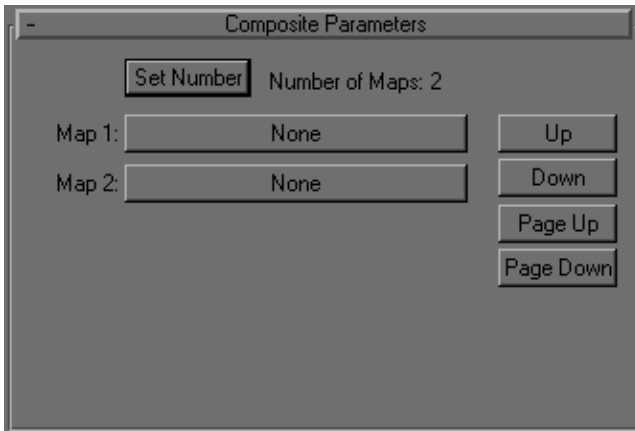 - Composite Parameters
Set Number Number of Maps: 2
Map 1: None Up
Map 2: None Down
Page Up
Page Down